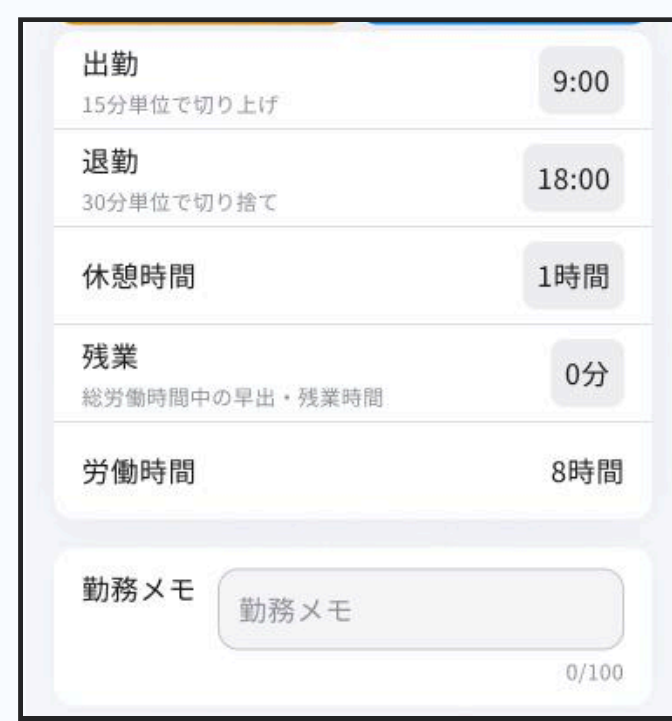 出勤
15分単位で切り上げ
9:00
退勤
30分単位で切り捨て
18:00
休憩時間
1時間
残業
総労働時間中の早出・残業時間
0分
労働時間
8時間
勤務メモ
勤務メモ
0/100